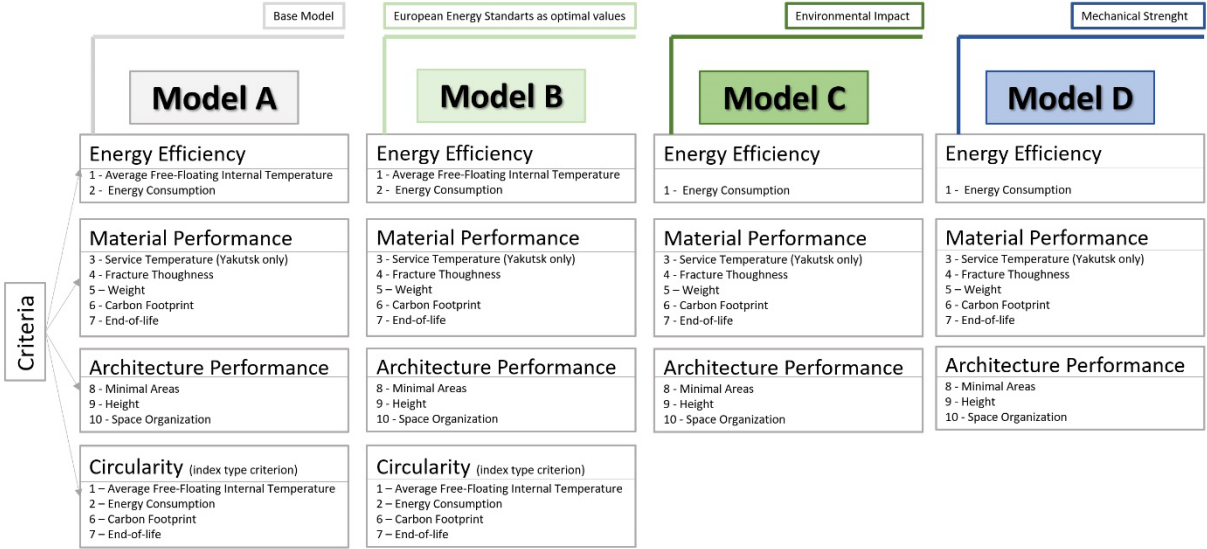 Base Model
European Energy Standarts as optimal values
Environmental Impact
Mechanical Strenght
Model A
Model B
Model C
Model D
Criteria
Energy Efficiency
1 - Average Free-Floating Internal Temperature
2 - Energy Consumption
Material Performance
3 - Service Temperature (Yakutsk only)
4 - Fracture Thoughness
5 – Weight
6 - Carbon Footprint
7 - End-of-life
Architecture Performance
8 - Minimal Areas
9 - Height
10 - Space Organization
Circularity (index type criterion)
1 – Average Free-Floating Internal Temperature
2 – Energy Consumption
6 – Carbon Footprint
7 – End-of-life
Energy Efficiency
1 - Average Free-Floating Internal Temperature
2 - Energy Consumption
Material Performance
3 - Service Temperature (Yakutsk only)
4 - Fracture Thoughness
5 – Weight
6 - Carbon Footprint
7 - End-of-life
Architecture Performance
8 - Minimal Areas
9 - Height
10 - Space Organization
Circularity (index type criterion)
1 – Average Free-Floating Internal Temperature
2 – Energy Consumption
6 – Carbon Footprint
7 – End-of-life
Energy Efficiency
1 - Energy Consumption
Material Performance
3 - Service Temperature (Yakutsk only)
4 - Fracture Thoughness
5 – Weight
6 - Carbon Footprint
7 - End-of-life
Architecture Performance
8 - Minimal Areas
9 - Height
10 - Space Organization
Energy Efficiency
1 - Energy Consumption
Material Performance
3 - Service Temperature (Yakutsk only)
4 - Fracture Thoughness
5 – Weight
6 - Carbon Footprint
7 - End-of-life
Architecture Performance
8 - Minimal Areas
9 - Height
10 - Space Organization